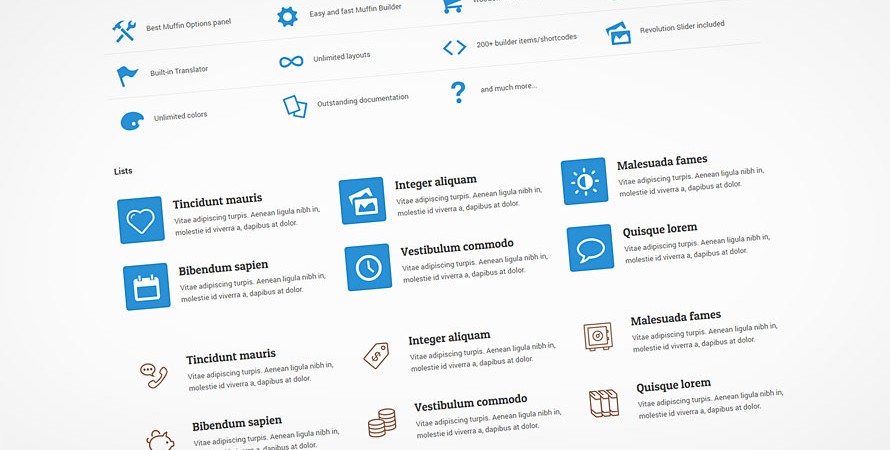 Best Muffin Options panel
Easy and fast Muffin Builder
Built-in Translator
Unlimited layouts
200+ builder items/shortcodes
Revolution Slider included
Unlimited colors
Outstanding documentation
and much more...
Lists
Tincidunt mauris
Vitae adipiscing turpis. Aenean ligula nibh in,
molestie id viverra a, dapibus at dolor.
Integer aliquam
Vitae adipiscing turpis. Aenean ligula nibh in,
molestie id viverra a, dapibus at dolor.
Malesuada fames
Vitae adipiscing turpis. Aenean ligula nibh in,
molestie id viverra a, dapibus at dolor.
Bibendum sapien
Vitae adipiscing turpis. Aenean ligula nibh in,
molestie id viverra a, dapibus at dolor.
Vestibulum commodo
Vitae adipiscing turpis. Aenean ligula nibh in,
molestie id viverra a, dapibus at dolor.
Quisque lorem
Vitae adipiscing turpis. Aenean ligula nibh in,
molestie id viverra a, dapibus at dolor.
Tincidunt mauris
Vitae adipiscing turpis. Aenean ligula nibh in,
molestie id viverra a, dapibus at dolor.
Integer aliquam
Vitae adipiscing turpis. Aenean ligula nibh in,
molestie id viverra a, dapibus at dolor.
Malesuada fames
Vitae adipiscing turpis. Aenean ligula nibh in,
molestie id viverra a, dapibus at dolor.
Bibendum sapien
Vitae adipiscing turpis. Aenean ligula nibh in,
molestie id viverra a, dapibus at dolor.
Vestibulum commodo
Vitae adipiscing turpis. Aenean ligula nibh in,
molestie id viverra a, dapibus at dolor.
Quisque lorem
Vitae adipiscing turpis. Aenean ligula nibh in,
molestie id viverra a, dapibus at dolor.